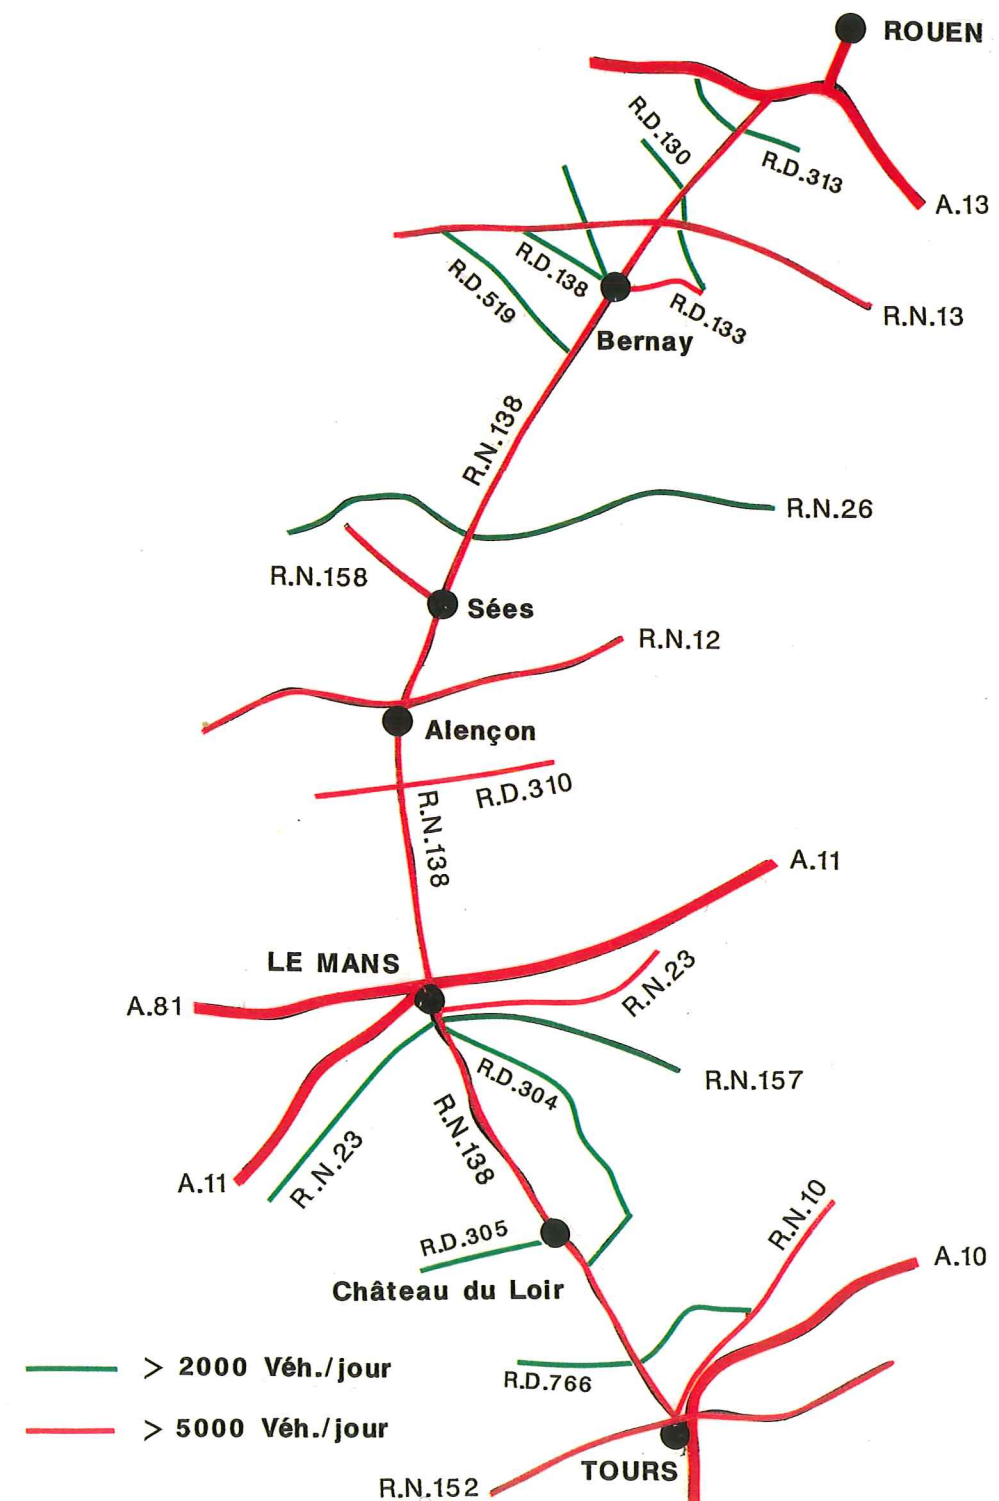 ROUEN
R.D.130
R.D.313
A.13
R.D.138
R.D.519
R.D.133
R.N.13
Bernay
R.N.138
R.N.26
R.N.158
Sées
R.N.12
Alençon
R.D.310
R.N.138
A.11
LE MANS
R.N.23
A.81
R.D.304
R.N.157
R.N.138
R.N.23
A.11
R.N.10
R.D.305
A.10
Château du Loir
> 2000 Véh./jour
R.D.766
> 5000 Véh./jour
TOURS
R.N.152